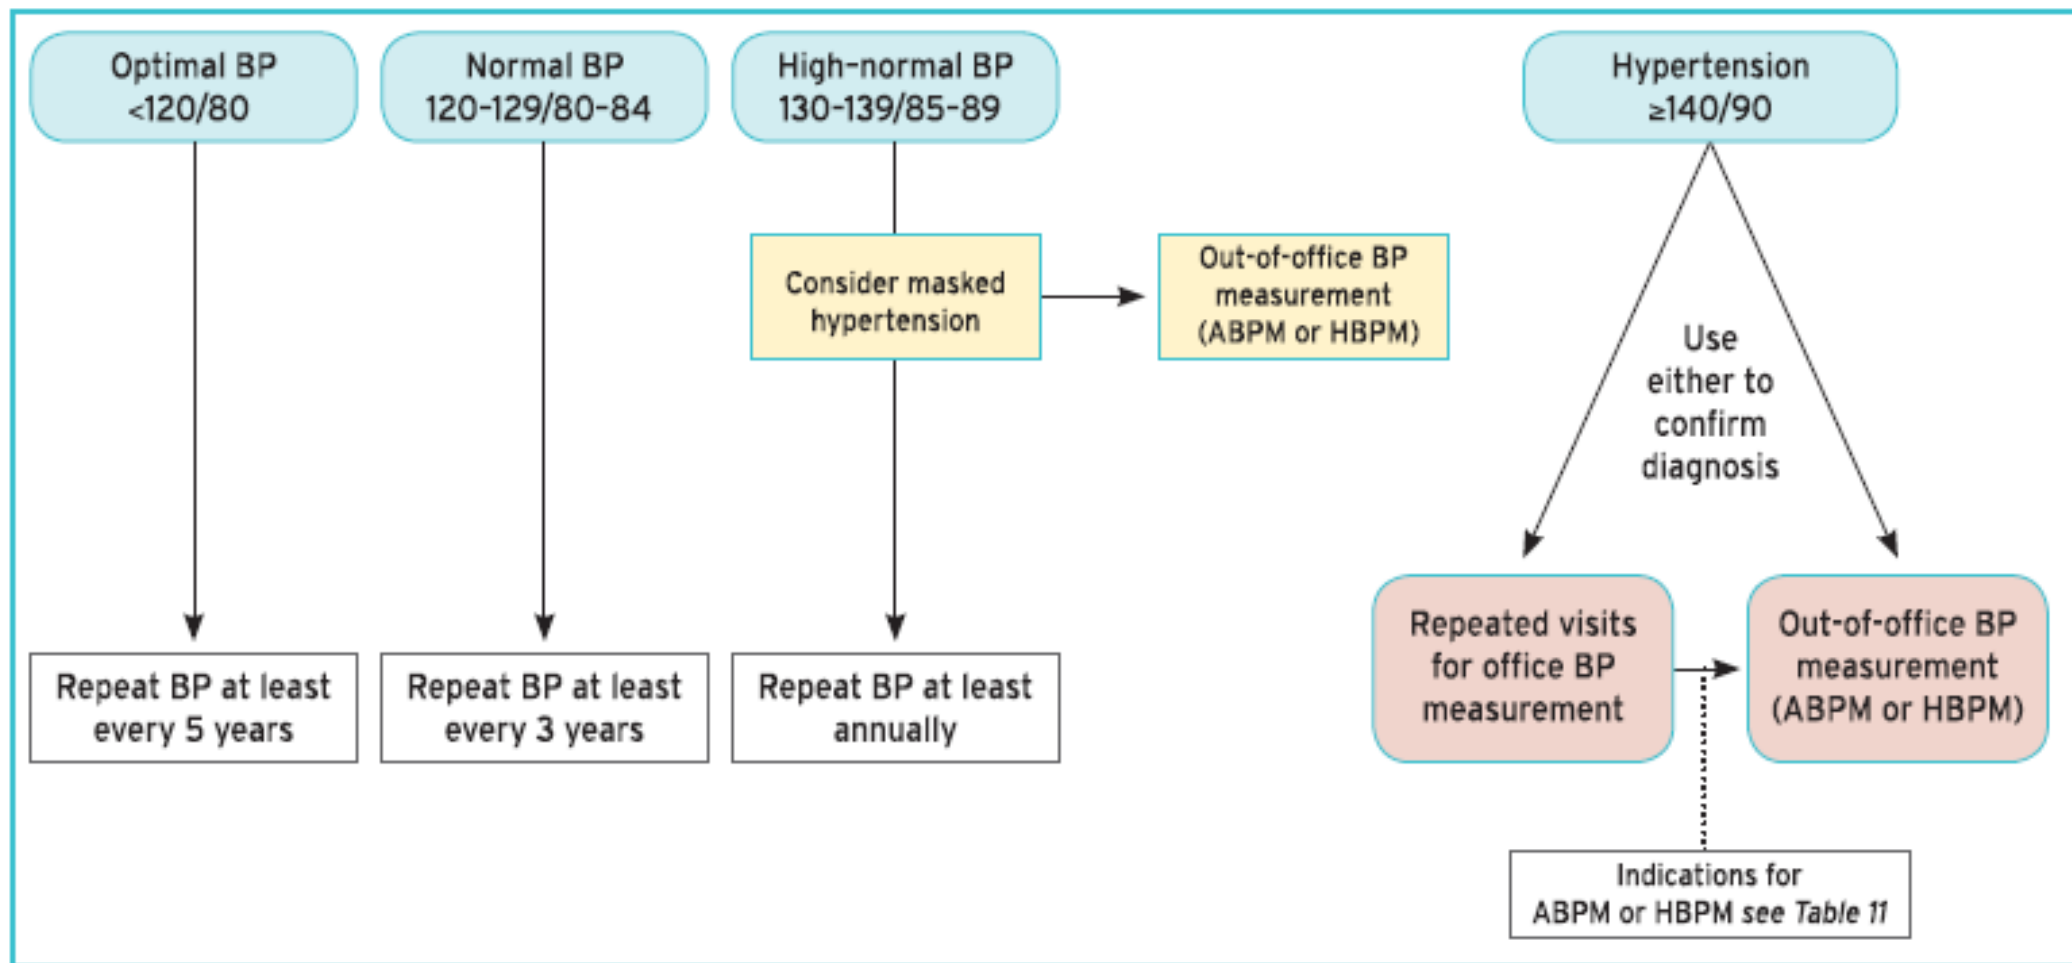 Optimal BP
<120/80
Normal BP
120-129/80-84
High-normal BP
130-139/85-89
Hypertension
≥140/90
Consider masked
hypertension
Out-of-office BP
measurement
(ABPM or HBPM)
Use
either to
confirm
diagnosis
Repeat BP at least
every 5 years
Repeat BP at least
every 3 years
Repeat BP at least
annually
Repeated visits
for office BP
measurement
Out-of-office BP
measurement
(ABPM or HBPM)
Indications for
ABPM or HBPM see Table 11